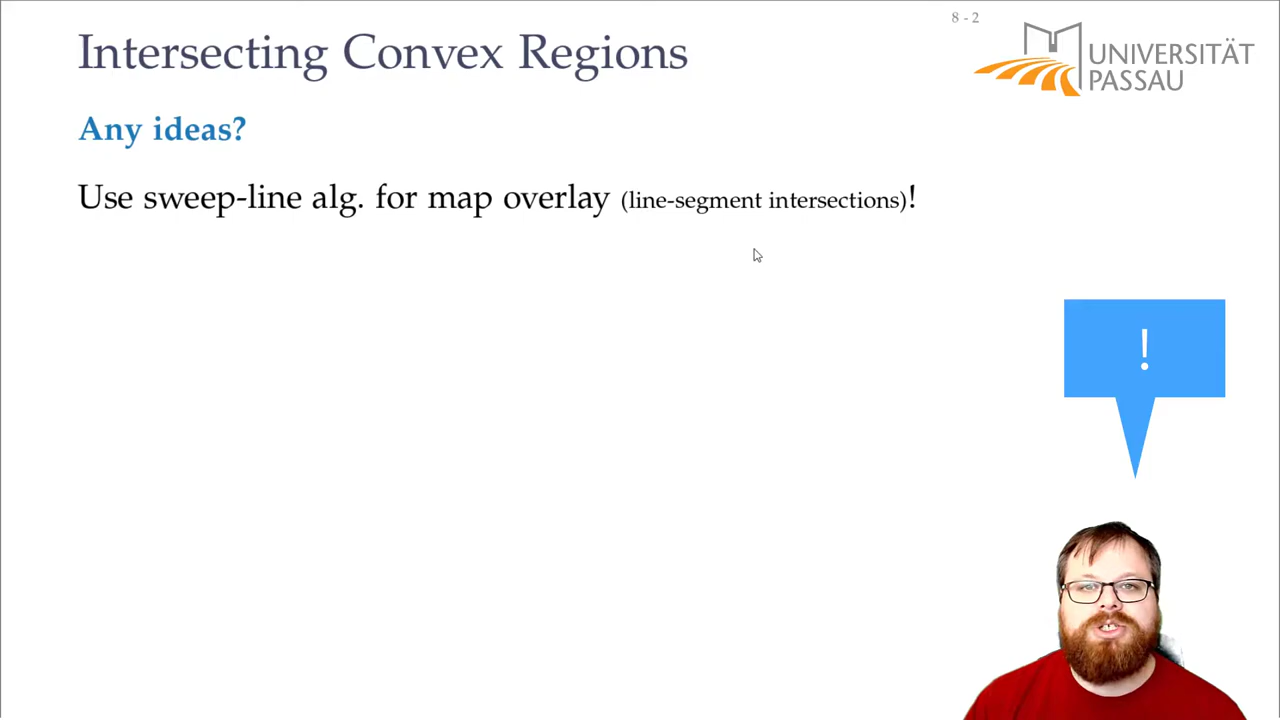 8 - 2
Intersecting Convex Regions
UNIVERSITÄT
PASSAU
Any ideas?
Use sweep-line alg. for map overlay (line-segment intersections)!
!